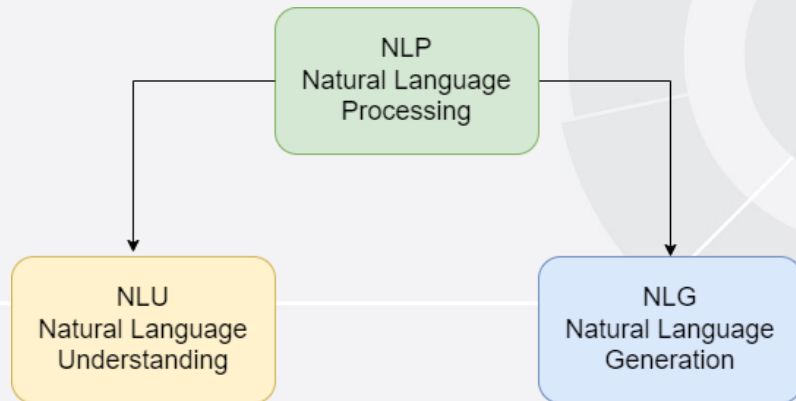 NLP
Natural Language
Processing
NLU
Natural Language
Understanding
NLG
Natural Language
Generation